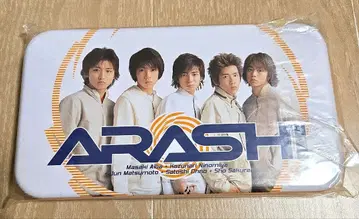 ARASHI
Masaki Aiba • Kazunari Ninomiya
Jun Matsumoto • Satoshi Ohno • Sho Sakurai